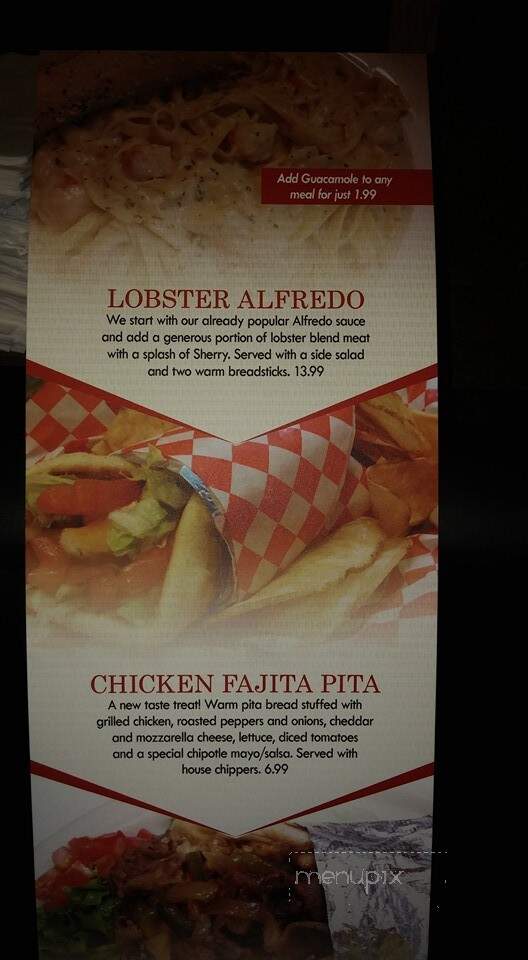 Add Guacamole to any
meal for just 1.99
LOBSTER ALFREDO
We start with our already popular Alfredo sauce
and add a generous portion of lobster blend meat
with a splash of Sherry. Served with a side salad
and two warm breadsticks. 13.99
CHICKEN FAJITA PITA
A new taste treat! Warm pita bread stuffed with
grilled chicken, roasted peppers and onions, cheddar
and mozzarella cheese, lettuce, diced tomatoes
and a special chipotle mayo/salsa. Served with
house chippers. 6.99
menupix